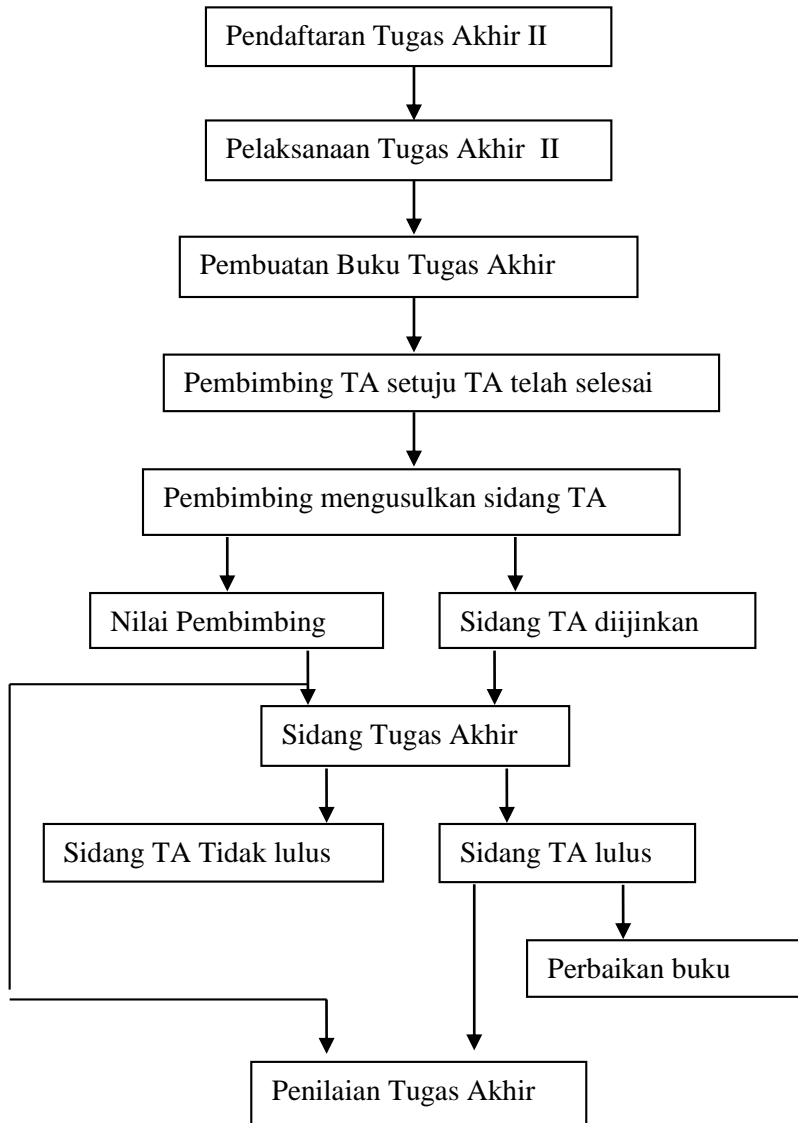 Pendaftaran Tugas Akhir II
Pelaksanaan Tugas Akhir II
Pembuatan Buku Tugas Akhir
Pembimbing TA setuju TA telah selesai
Pembimbing mengusulkan sidang TA
Nilai Pembimbing
Sidang TA diijinkan
Sidang Tugas Akhir
Sidang TA Tidak lulus
Sidang TA lulus
Perbaikan buku
Penilaian Tugas Akhir